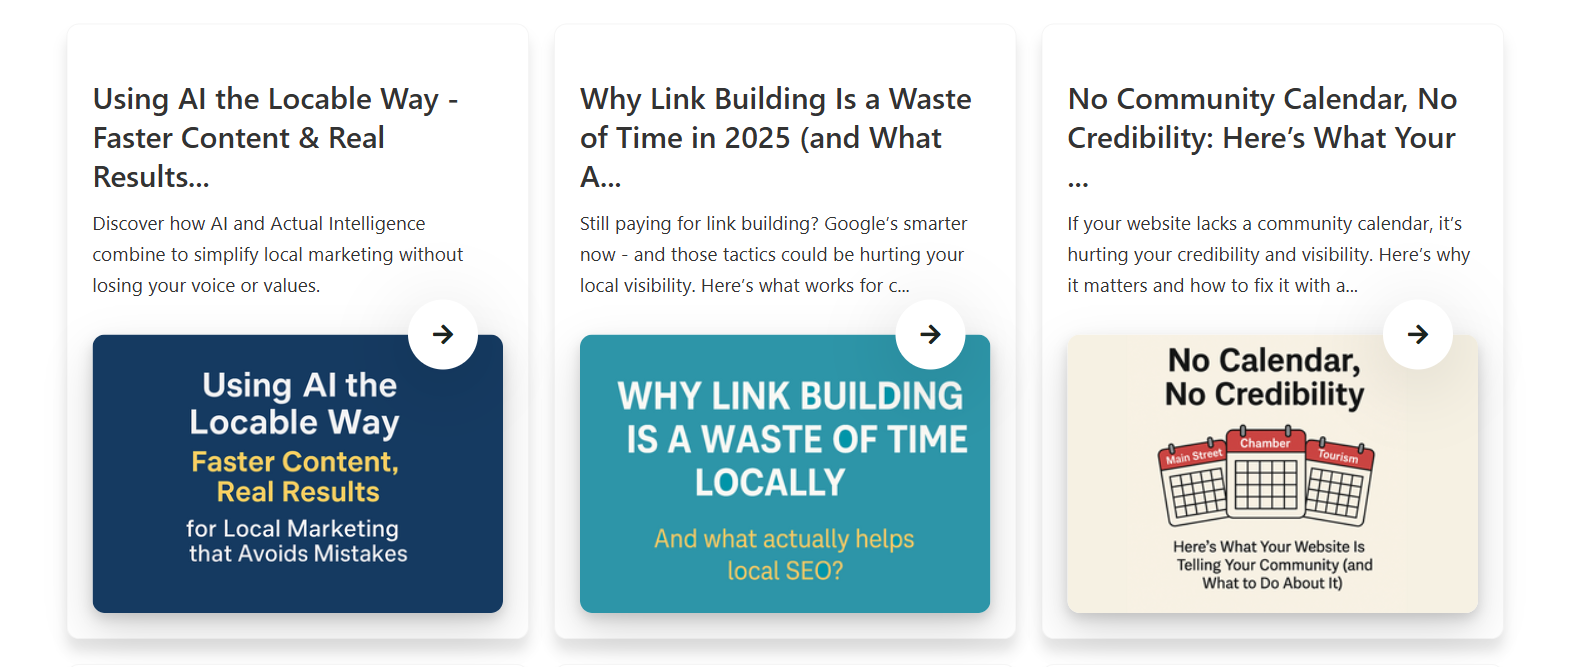 Using AI the Locable Way -
Faster Content & Real
Results...
Discover how AI and Actual Intelligence
combine to simplify local marketing without
losing your voice or values.
Using AI the
Locable Way
Faster Content,
Real Results
for Local Marketing
that Avoids Mistakes
Why Link Building Is a Waste
of Time in 2025 (and What
A...
Still paying for link building? Google’s smarter
now - and those tactics could be hurting your
local visibility. Here’s what works for c...
WHY LINK BUILDING
IS A WASTE OF TIME
LOCALLY
And what actually helps
local SEO?
No Community Calendar, No
Credibility: Here’s What Your
...
If your website lacks a community calendar, it’s
hurting your credibility and visibility. Here’s why
it matters and how to fix it with a...
No Calendar,
No Credibility
Main Street
Chamber
Tourism
Here’s What Your Website Is
Telling Your Community (and
What to Do About It)